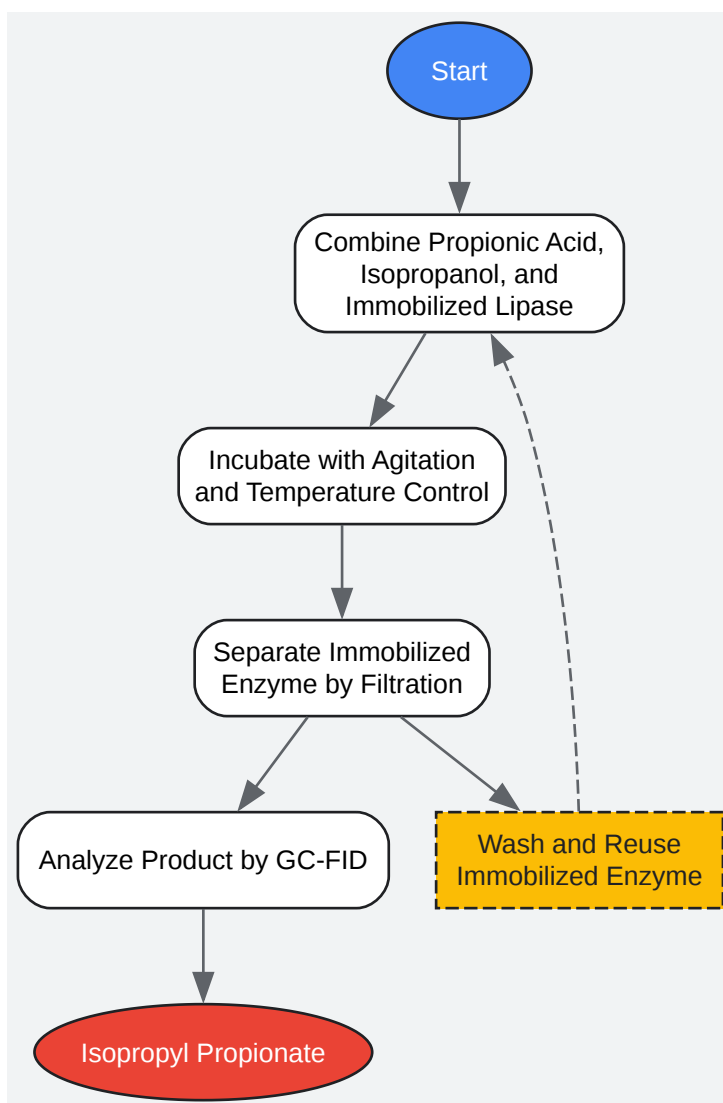 Start
Combine Propionic Acid,
Isopropanol, and
Immobilized Lipase
Incubate with Agitation
and Temperature Control
Separate Immobilized
Enzyme by Filtration
Analyze Product by GC-FID
Wash and Reuse
Immobilized Enzyme
Isopropyl Propionate